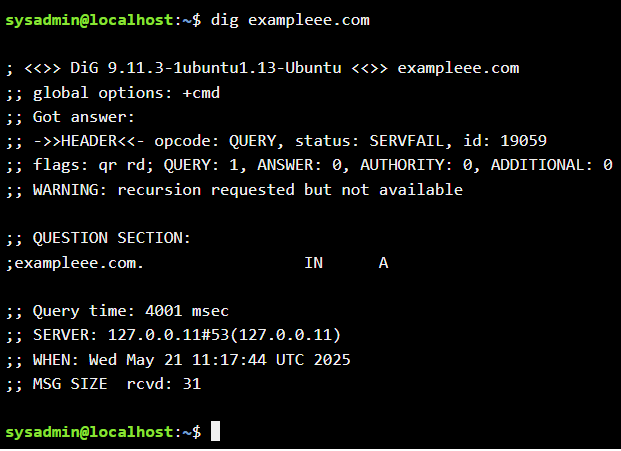 sysadmin@localhost:~$ dig exampleee.com
; <<>> DiG 9.11.3-1ubuntu1.13-Ubuntu <<>> exampleee.com
;; global options: +cmd
;; Got answer:
;; ->>HEADER<<- opcode: QUERY, status: SERVFAIL, id: 19059
;; flags: qr rd; QUERY: 1, ANSWER: 0, AUTHORITY: 0, ADDITIONAL: 0
;; WARNING: recursion requested but not available
;; QUESTION SECTION:
;exampleee.com. IN A
;; Query time: 4001 msec
;; SERVER: 127.0.0.11#53(127.0.0.11)
;; WHEN: Wed May 21 11:17:44 UTC 2025
;; MSG SIZE rcvd: 31
sysadmin@localhost:~$